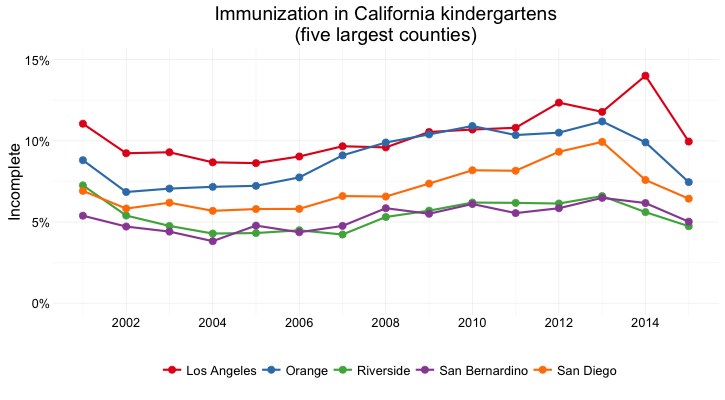 Immunization in California kindergartens
(five largest counties)
15%
10%
5%
0%
Incomplete
2002 2004 2006 2008 2010 2012 2014
Los Angeles Orange Riverside San Bernardino San Diego